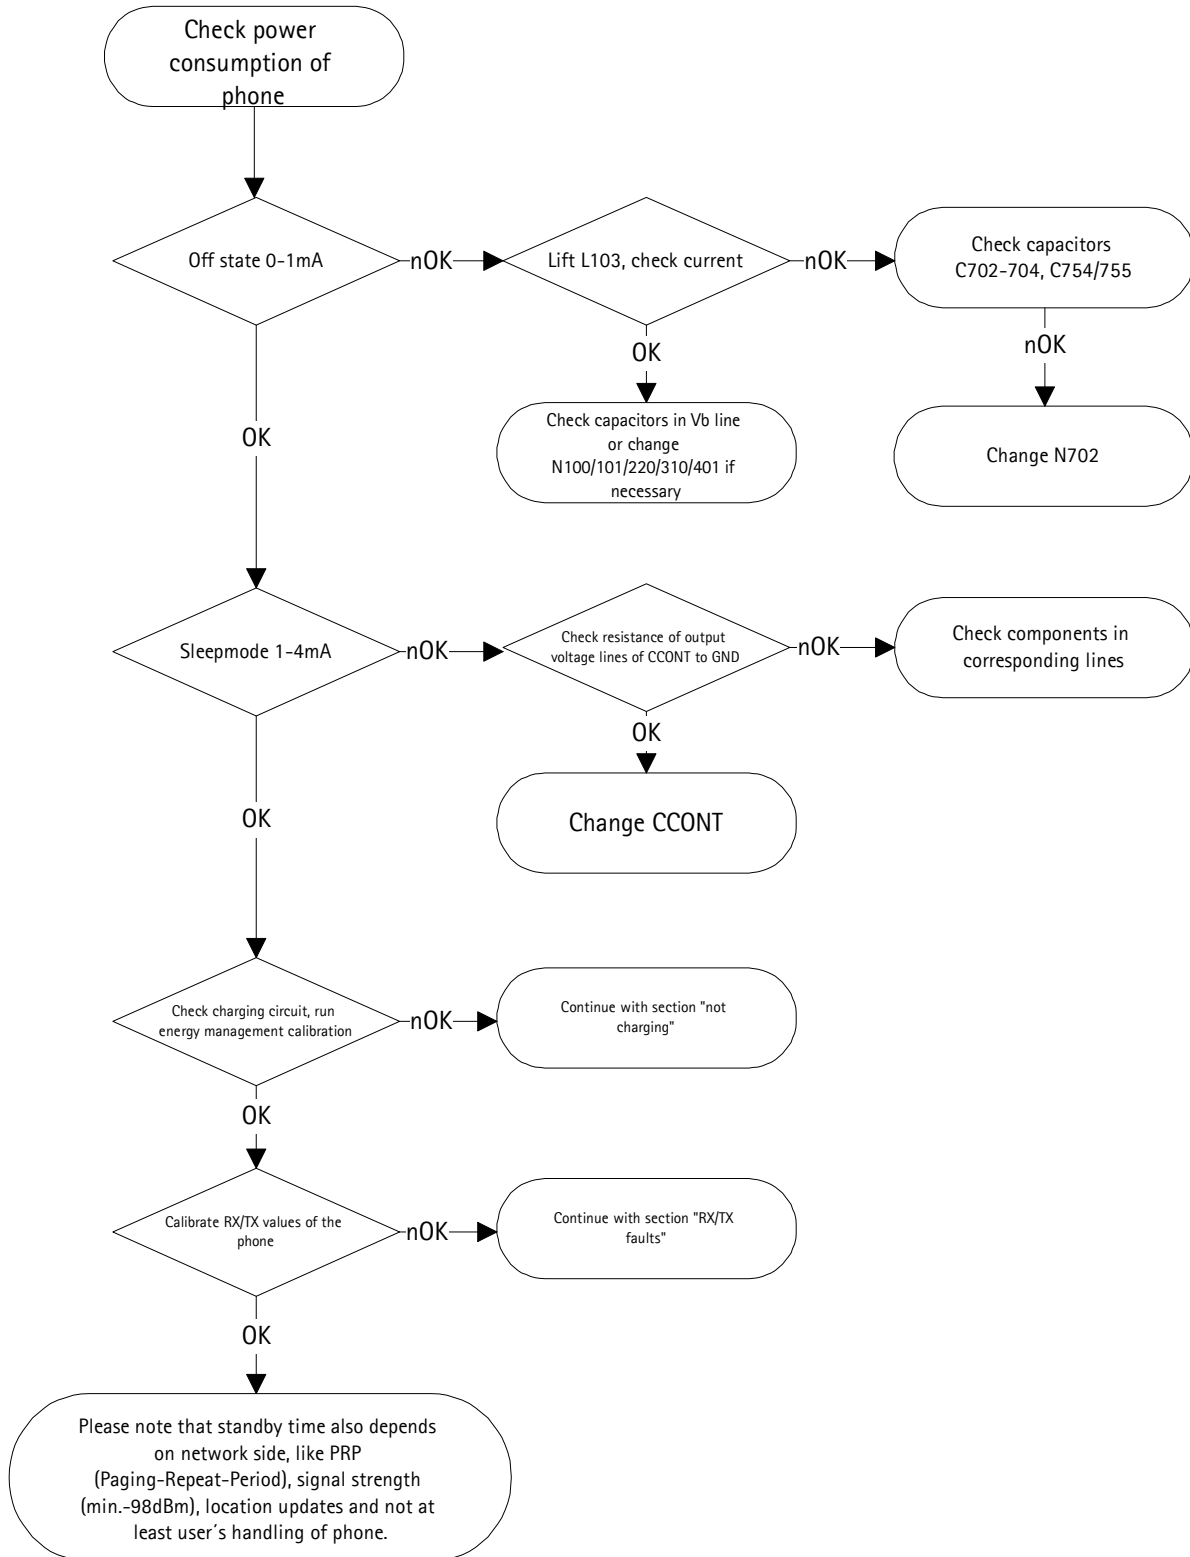 Check power
consumption of
phone
Off state 0-1mA
nOK
Lift L103, check current
nOK
Check capacitors
C702-704, C754/755
OK
nOK
Check capacitors in Vb line
or change
N100/101/220/310/401 if
necessary
Change N702
OK
Sleepmode 1-4mA
nOK
Check resistance of output
voltage lines of CCONT to GND
nOK
Check components in
corresponding lines
OK
Change CCONT
OK
Check charging circuit, run
energy management calibration
nOK
Continue with section "not
charging"
OK
Calibrate RX/TX values of the
phone
nOK
Continue with section "RX/TX
faults"
OK
Please note that standby time also depends
on network side, like PRP
(Paging-Repeat-Period), signal strength
(min.-98dBm), location updates and not at
least user´s handling of phone.